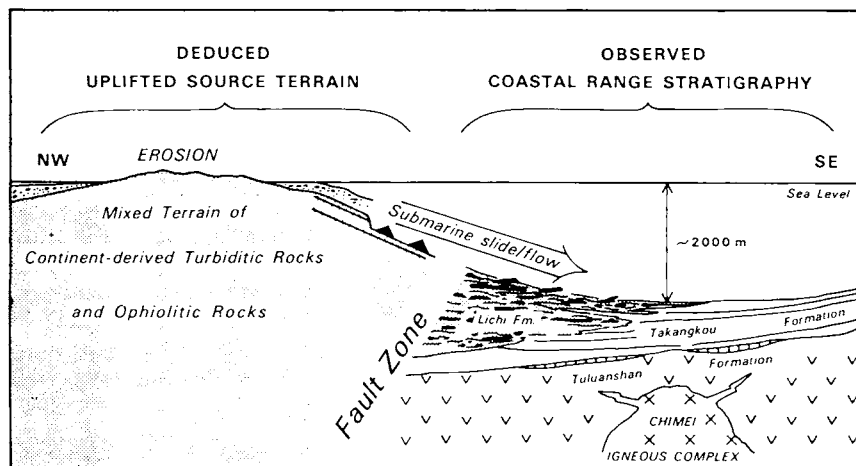 DEDUCED
UPLIFTED SOURCE TERRAIN
OBSERVED
COASTAL RANGE STRATIGRAPHY
NW
EROSION
SE
Sea Level
Mixed Terrain of
Continent-derived Turbiditic Rocks
and Ophiolitic Rocks
Submarine slide/flow
~2000 m
Fault Zone
Lichi Fm.
Takangkou
Formation
Tuluanshan
Formation
CHIMEI
IGNEOUS COMPLEX